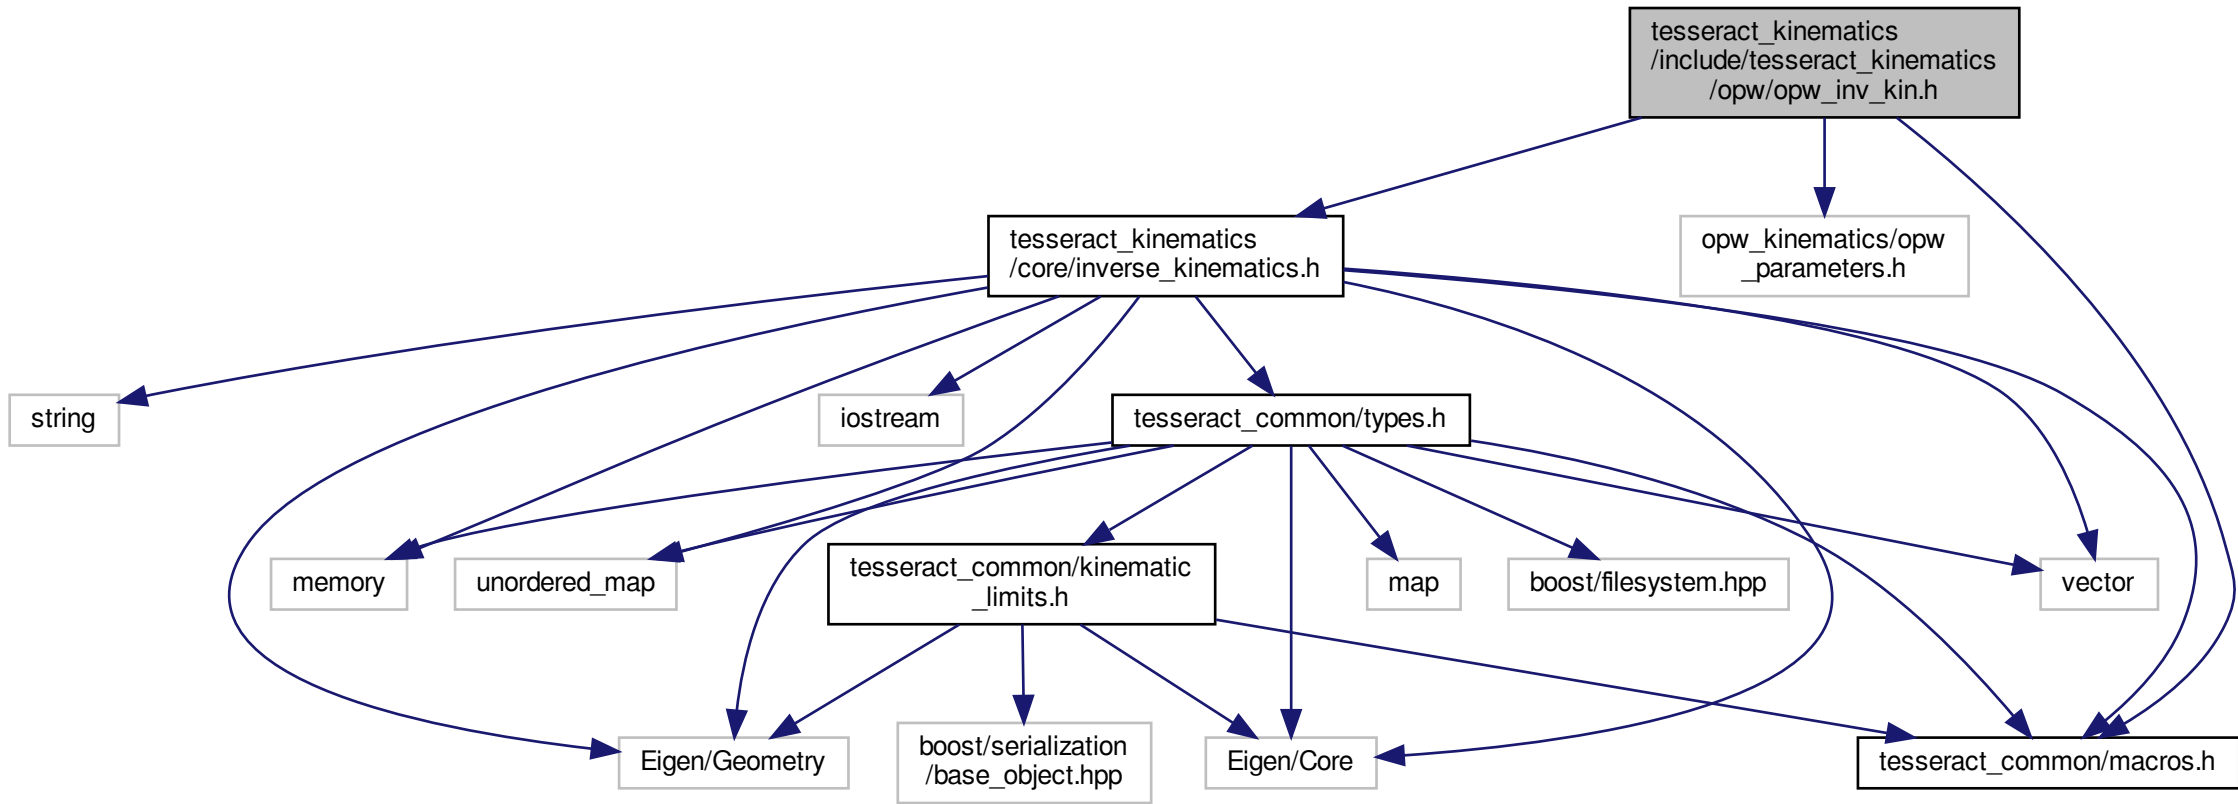 tesseract_kinematics
/include/tesseract_kinematics
/opw/opw_inv_kin.h
tesseract_kinematics
/core/inverse_kinematics.h
opw_kinematics/opw
_parameters.h
string
iostream
tesseract_common/types.h
memory
unordered_map
tesseract_common/kinematic
_limits.h
map
boost/filesystem.hpp
vector
Eigen/Geometry
boost/serialization
/base_object.hpp
Eigen/Core
tesseract_common/macros.h